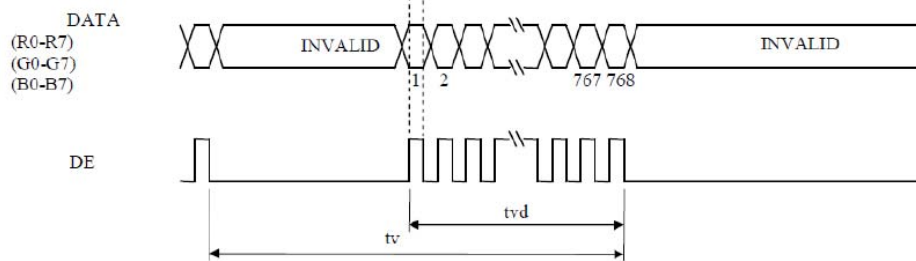 DATA
(R0-R7)
(G0-G7)
(B0-B7)
INVALID
INVALID
1 2 767 768
DE
tvd
tv